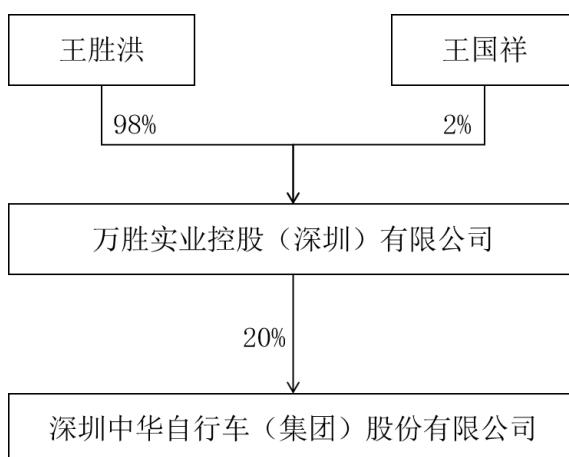 王胜洪
王国祥
98%
2%
万胜实业控股（深圳）有限公司
20%
深圳中华自行车（集团）股份有限公司